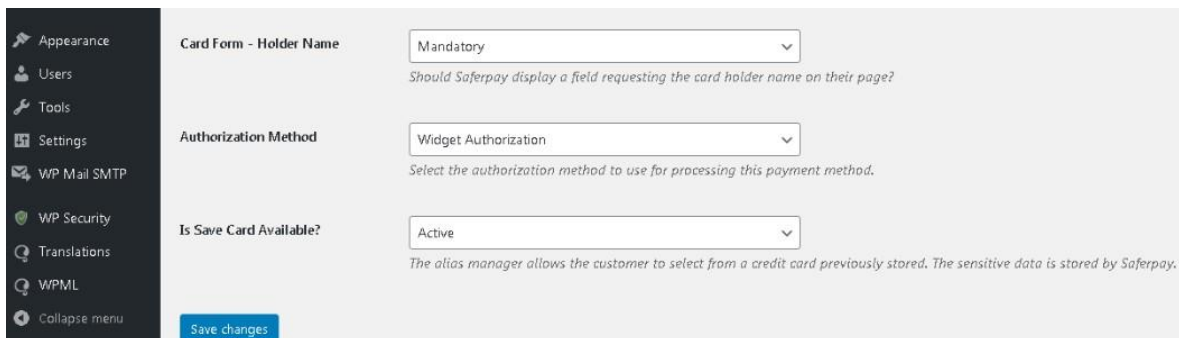 Appearance
Users
Tools
Settings
WP Mail SMTP
WP Security
Translations
WPML
Collapse menu
Card Form - Holder Name
Mandatory
Should Saferpay display a field requesting the card holder name on their page?
Authorization Method
Widget Authorization
Select the authorization method to use for processing this payment method.
Is Save Card Available?
Active
The alias manager allows the customer to select from a credit card previously stored. The sensitive data is stored by Saferpay.
Save changes